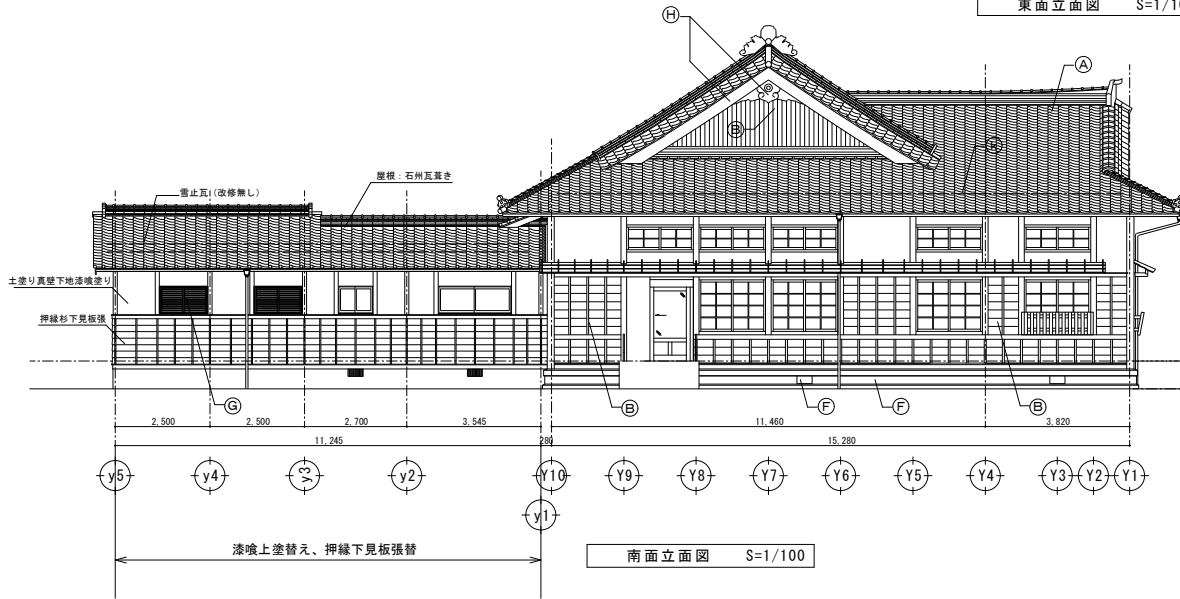 東面立面図 S=1/10
Ⓗ
Ⓐ
Ⓑ
Ⓚ
屋根：石州瓦葺き
雪止瓦(改修無し)
土塗り真壁下地漆喰塗り
押縁杉下見板張
Ⓖ
Ⓑ
Ⓕ
Ⓕ
Ⓑ
2,500 2,500 2,700 3,545 11,460 3,820
11,245 280 15,280
y5 y4 y3 y2 Y10 Y9 Y8 Y7 Y6 Y5 Y4 Y3 Y2 Y1
y1
漆喰上塗替え、押縁下見板張替
南面立面図 S=1/100